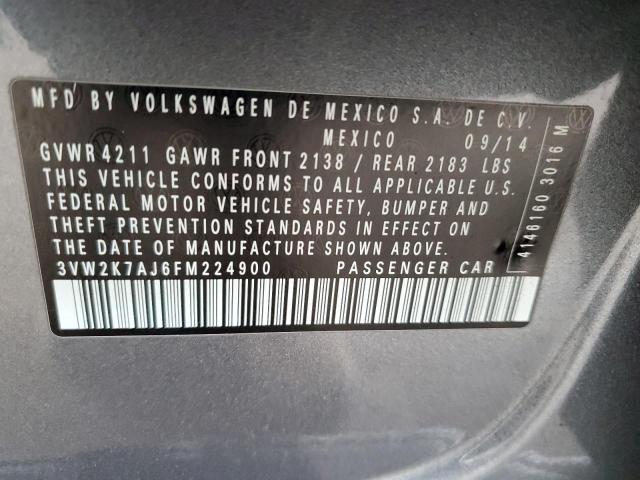 MFD BY VOLKSWAGEN DE MEXICO S.A. DE C.V.
MEXICO 09/14
GVWR 4211 GAWR FRONT 2138 / REAR 2183 LBS
THIS VEHICLE CONFORMS TO ALL APPLICABLE U.S.
FEDERAL MOTOR VEHICLE SAFETY, BUMPER AND
THEFT PREVENTION STANDARDS IN EFFECT ON
THE DATE OF MANUFACTURE SHOWN ABOVE.
3VW2K7AJ6FM224900 PASSENGER CAR
4146160 3016 M